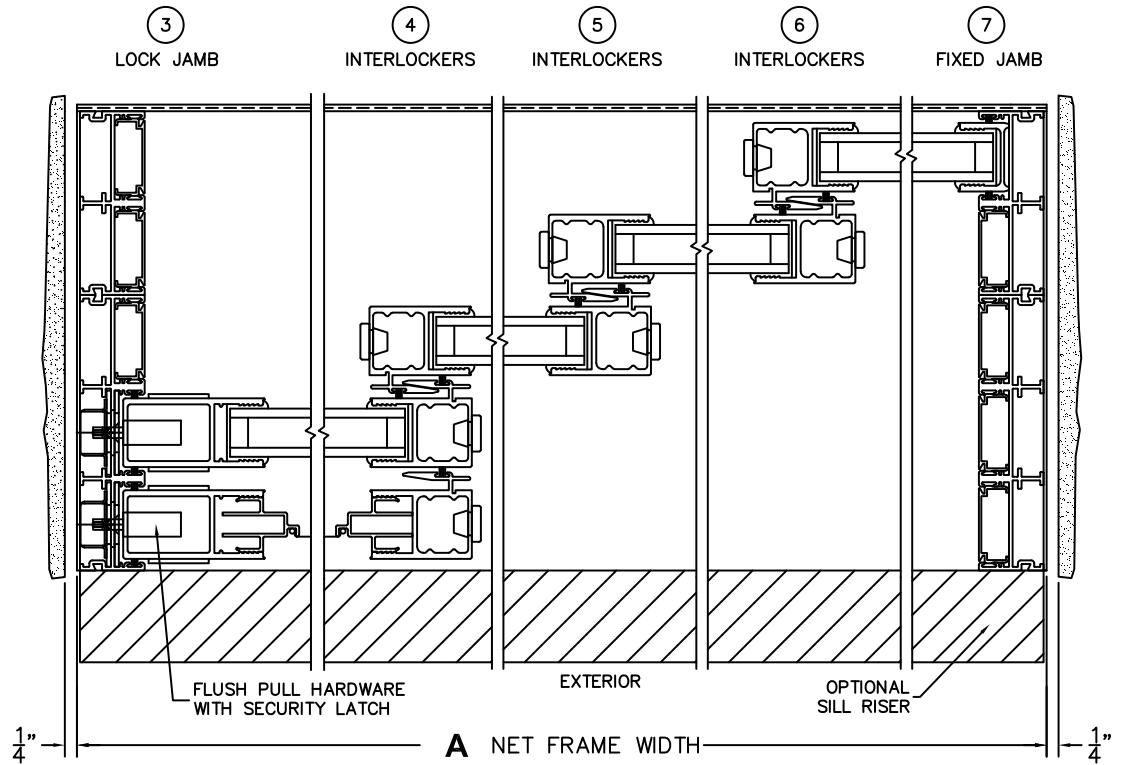 3
LOCK JAMB
4
INTERLOCKERS
5
INTERLOCKERS
6
INTERLOCKERS
7
FIXED JAMB
FLUSH PULL HARDWARE
WITH SECURITY LATCH
EXTERIOR
OPTIONAL
SILL RISER
1/4"
A NET FRAME WIDTH
1/4"